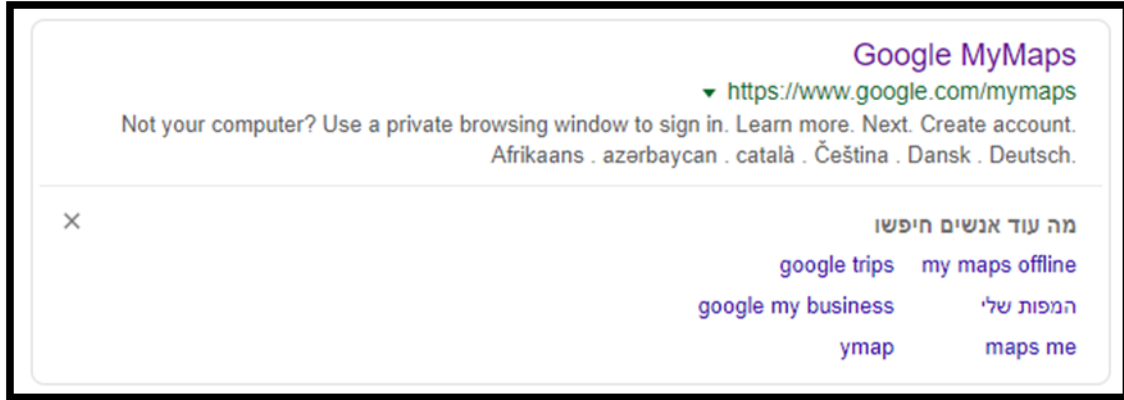 Google MyMaps
https://www.google.com/mymaps
Not your computer? Use a private browsing window to sign in. Learn more. Next. Create account.
Afrikaans . azərbaycan . català . Čeština . Dansk . Deutsch.
מה עוד אנשים חיפשו
my maps offline google trips
המפות שלי google my business
maps me ymap